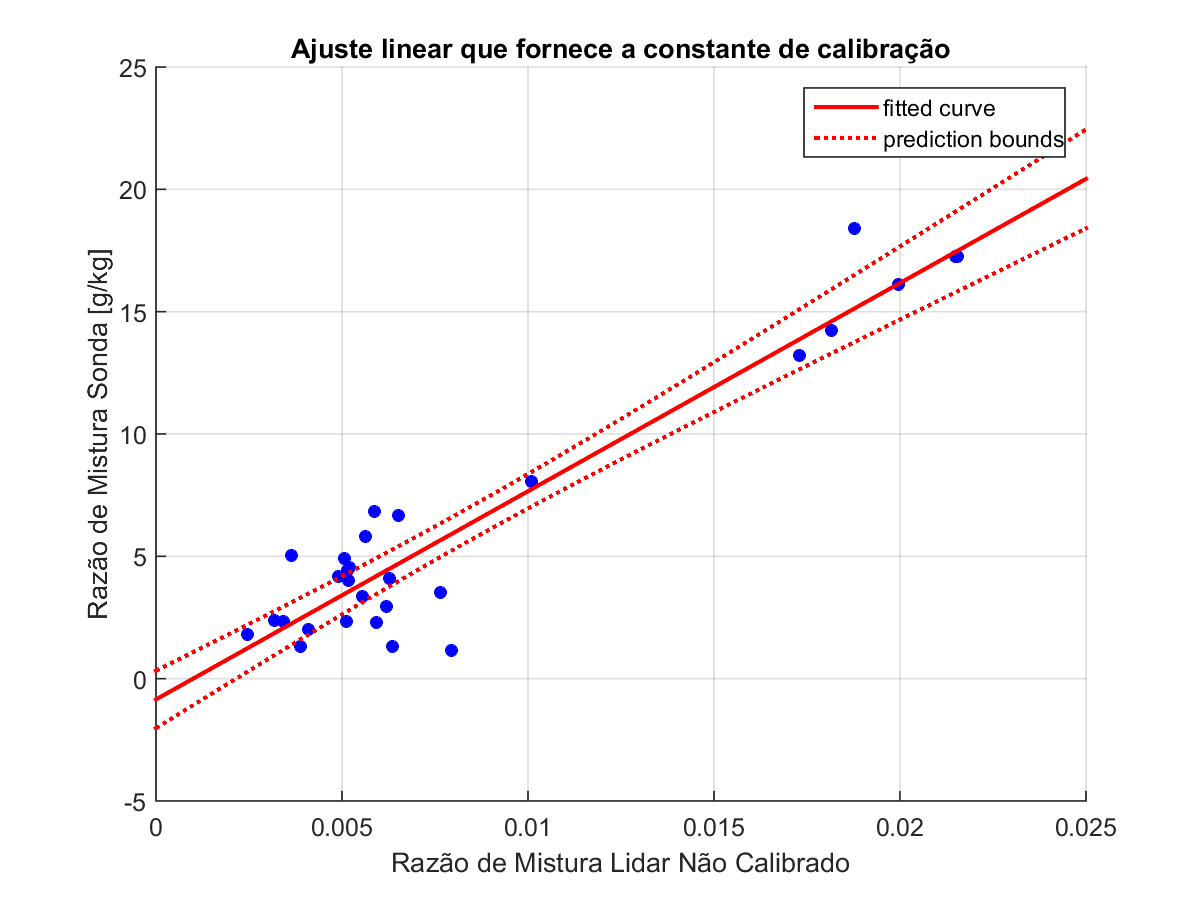 Ajuste linear que fornece a constante de calibração
fitted curve
prediction bounds
25
20
15
10
5
0
-5
Razão de Mistura Sonda [g/kg]
0
0.005
0.01
0.015
0.02
0.025
Razão de Mistura Lidar Não Calibrado